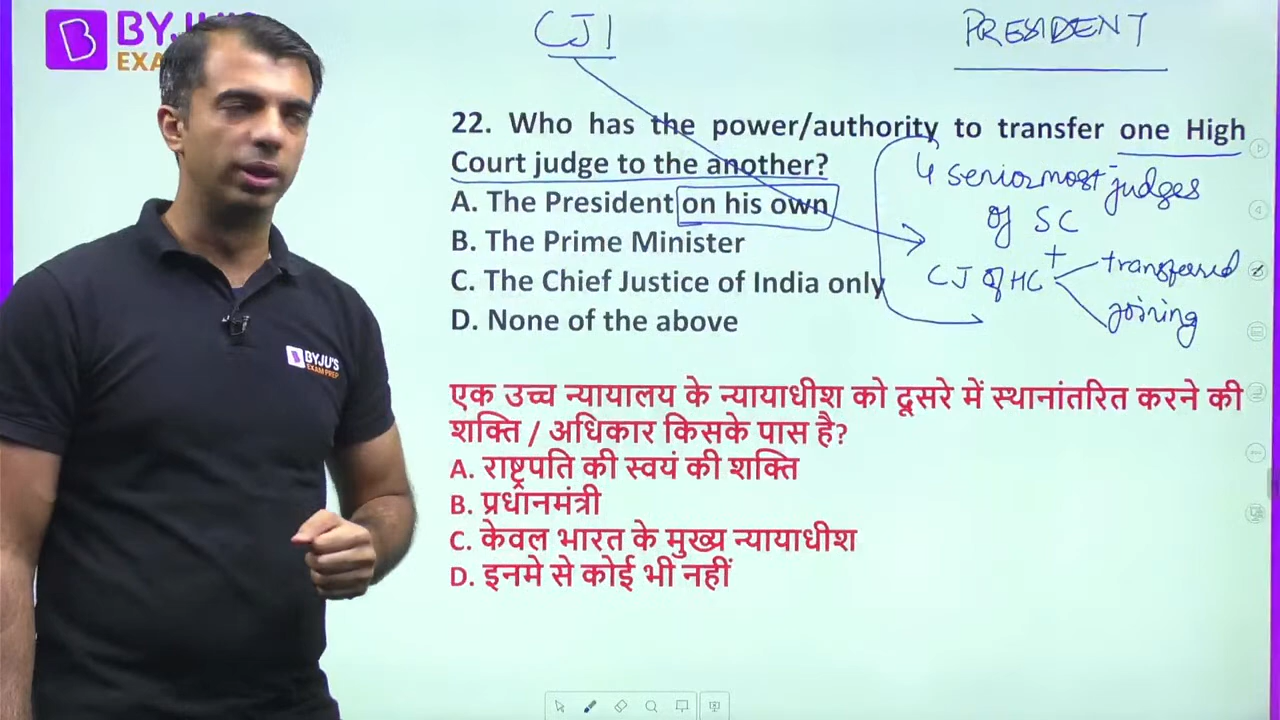 BYJU'S
EXA
CJI
PRESIDENT
22. Who has the power/authority to transfer one High
Court judge to the another?
A. The President on his own
B. The Prime Minister
C. The Chief Justice of India only
D. None of the above
4 seniormost judges
of SC
+
CJ of HC
transferred
joining
एक उच्च न्यायालय के न्यायाधीश को दूसरे में स्थानांतरित करने की
शक्ति / अधिकार किसके पास है?
A. राष्ट्रपति की स्वयं की शक्ति
B. प्रधानमंत्री
C. केवल भारत के मुख्य न्यायाधीश
D. इनमे से कोई भी नहीं
BYJU'S
EXAM PREP